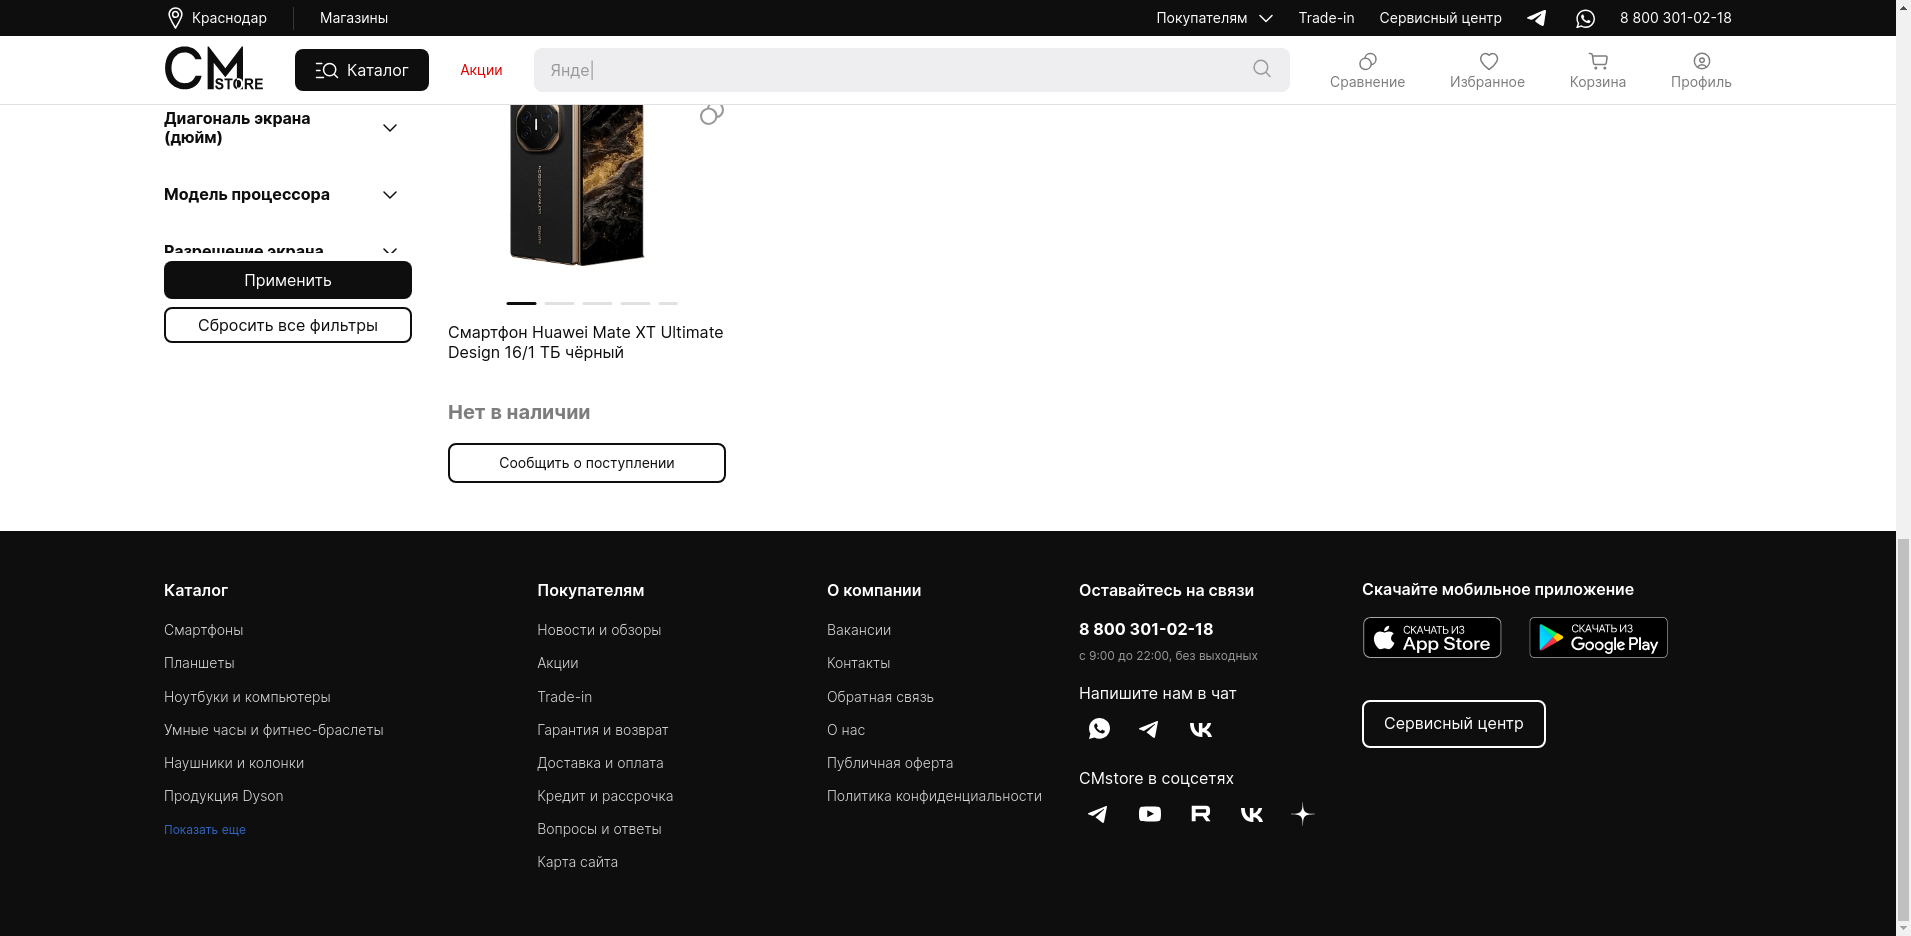 Краснодар
Магазины
Покупателям
Trade-in
Сервисный центр
8 800 301-02-18
CM STORE
Каталог
Акции
Янде|
Сравнение
Избранное
Корзина
Профиль
Диагональ экрана
(дюйм)
Модель процессора
Разрешение экрана
Применить
Сбросить все фильтры
Смартфон Huawei Mate XT Ultimate
Design 16/1 ТБ чёрный
Нет в наличии
Сообщить о поступлении
Каталог
Смартфоны
Планшеты
Ноутбуки и компьютеры
Умные часы и фитнес-браслеты
Наушники и колонки
Продукция Dyson
Показать еще
Покупателям
Новости и обзоры
Акции
Trade-in
Гарантия и возврат
Доставка и оплата
Кредит и рассрочка
Вопросы и ответы
Карта сайта
О компании
Вакансии
Контакты
Обратная связь
О нас
Публичная оферта
Политика конфиденциальности
Оставайтесь на связи
8 800 301-02-18
с 9:00 до 22:00, без выходных
Напишите нам в чат
CMstore в соцсетях
Скачайте мобильное приложение
СКАЧАТЬ ИЗ
App Store
СКАЧАТЬ ИЗ
Google Play
Сервисный центр